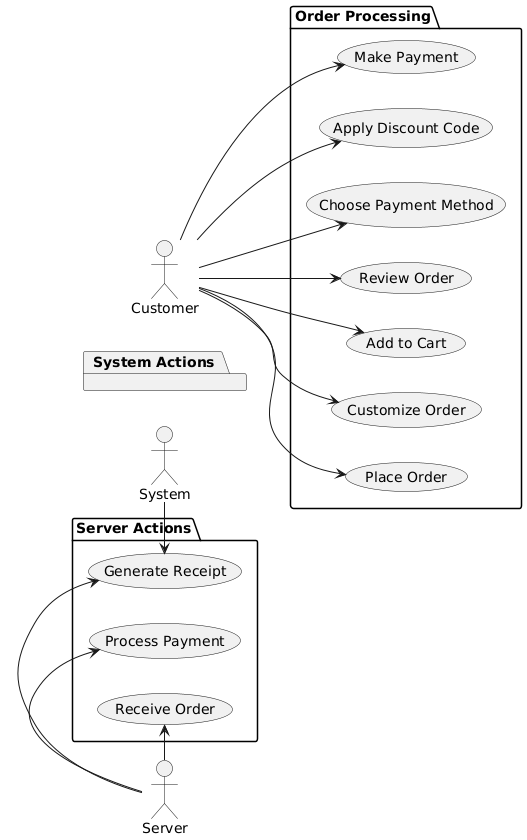 Order Processing
Make Payment
Apply Discount Code
Choose Payment Method
Review Order
Customer
Add to Cart
System Actions
Customize Order
Place Order
System
Server Actions
Generate Receipt
Process Payment
Receive Order
Server